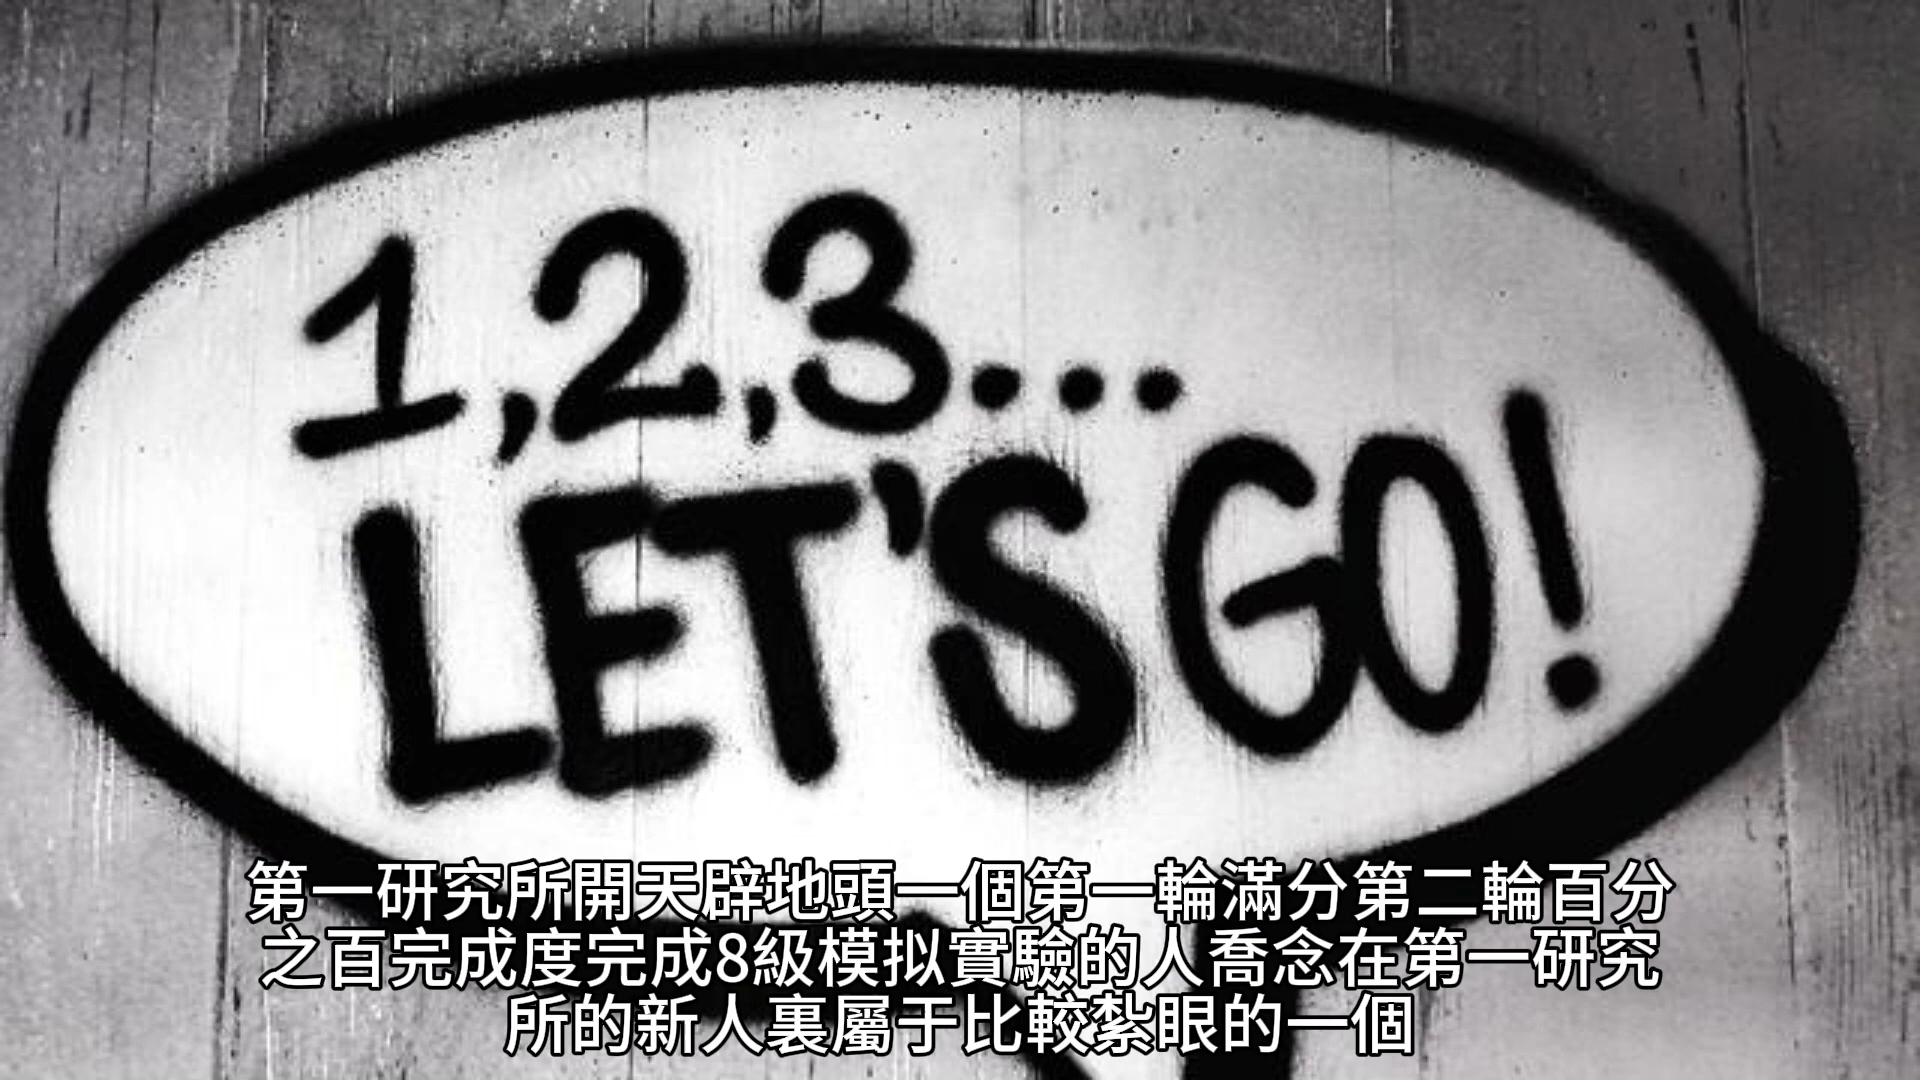 1,2,3...
LET'S GO!
第一研究所開天辟地頭一個第一輪滿分第二輪百分
之百完成度完成8級模拟實驗的人喬念在第一研究
所的新人裏屬于比較紮眼的一個